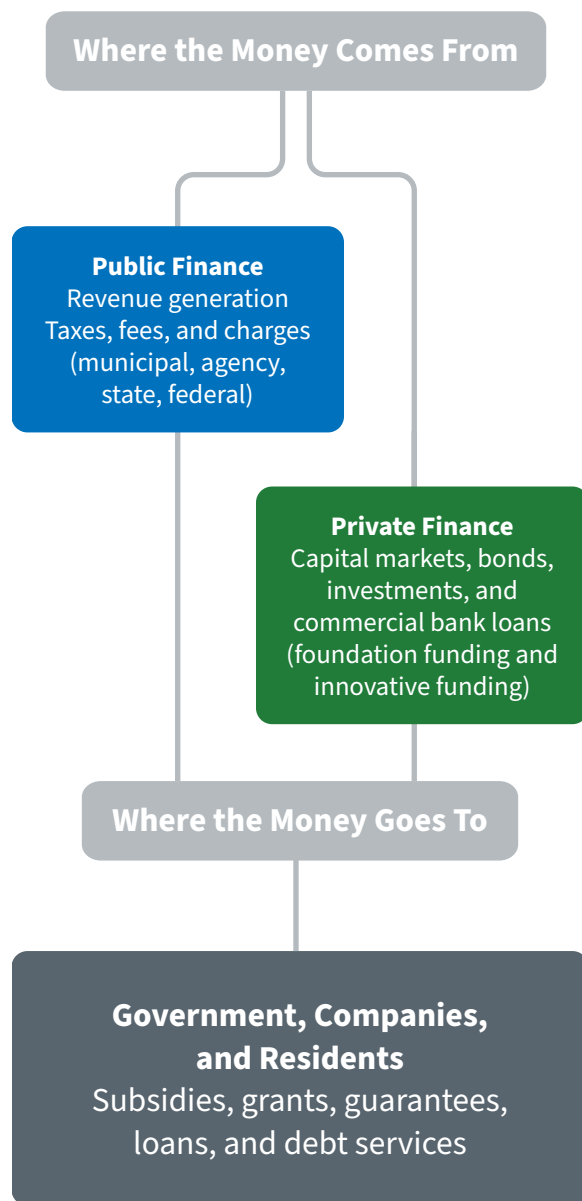 Where the Money Comes From
Public Finance
Revenue generation
Taxes, fees, and charges
(municipal, agency,
state, federal)
Private Finance
Capital markets, bonds,
investments, and
commercial bank loans
(foundation funding and
innovative funding)
Where the Money Goes To
Government, Companies,
and Residents
Subsidies, grants, guarantees,
loans, and debt services